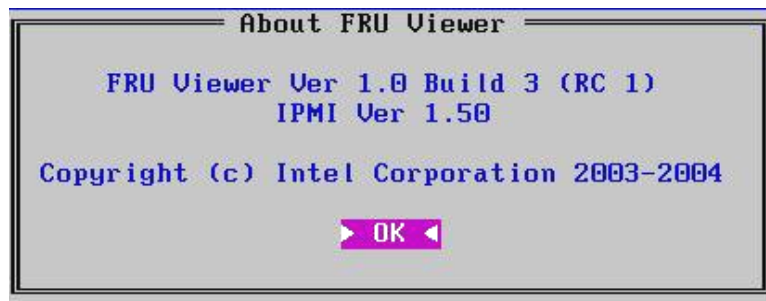 About FRU Viewer
FRU Viewer Ver 1.0 Build 3 (RC 1)
IPMI Ver 1.50
Copyright (c) Intel Corporation 2003-2004
OK